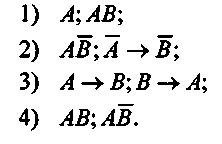 1) A; AB;
2) AB̅; A̅ → B̅;
3) A → B; B → A;
4) AB; AB̅.